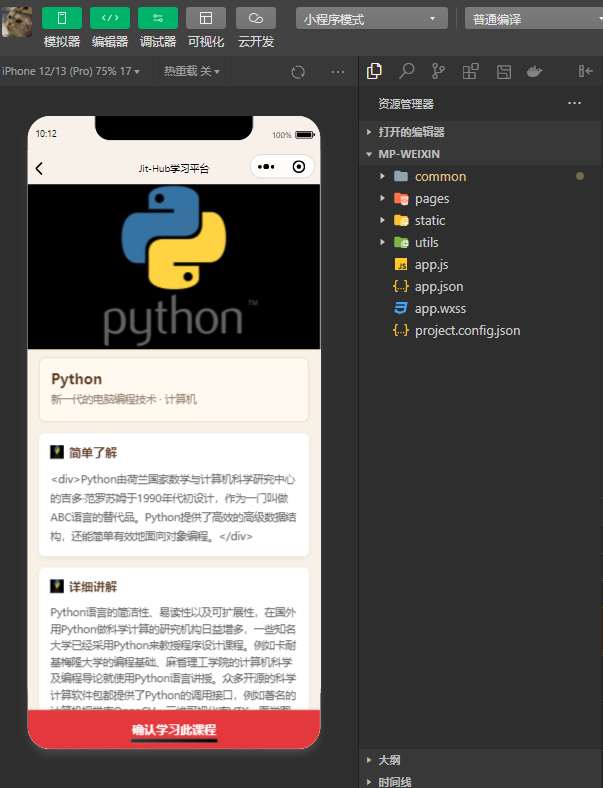 小程序模式
普通编译
模拟器 编辑器 调试器 可视化 云开发
iPhone 12/13 (Pro) 75% 17
热重载 关
资源管理器
打开的编辑器
MP-WEIXIN
common
pages
static
utils
app.js
app.json
app.wxss
project.config.json
大纲
时间线
10:12
100%
Jit-Hub学习平台
python™
Python
新一代的电脑编程技术 · 计算机
简单了解
<div>Python由荷兰国家数学与计算机科学研究中心
的吉多·范罗苏姆于1990年代初设计，作为一门叫做
ABC语言的替代品。Python提供了高效的高级数据结
构，还能简单有效地面向对象编程。</div>
详细讲解
Python语言的简洁性、易读性以及可扩展性，在国外
用Python做科学计算的研究机构日益增多，一些知名
大学已经采用Python来教授程序设计课程。例如卡耐
基梅隆大学的编程基础、麻省理工学院的计算机科学
及编程导论就使用Python语言讲授。众多开源的科学
计算软件包都提供了Python的调用接口，例如著名的
确认学习此课程